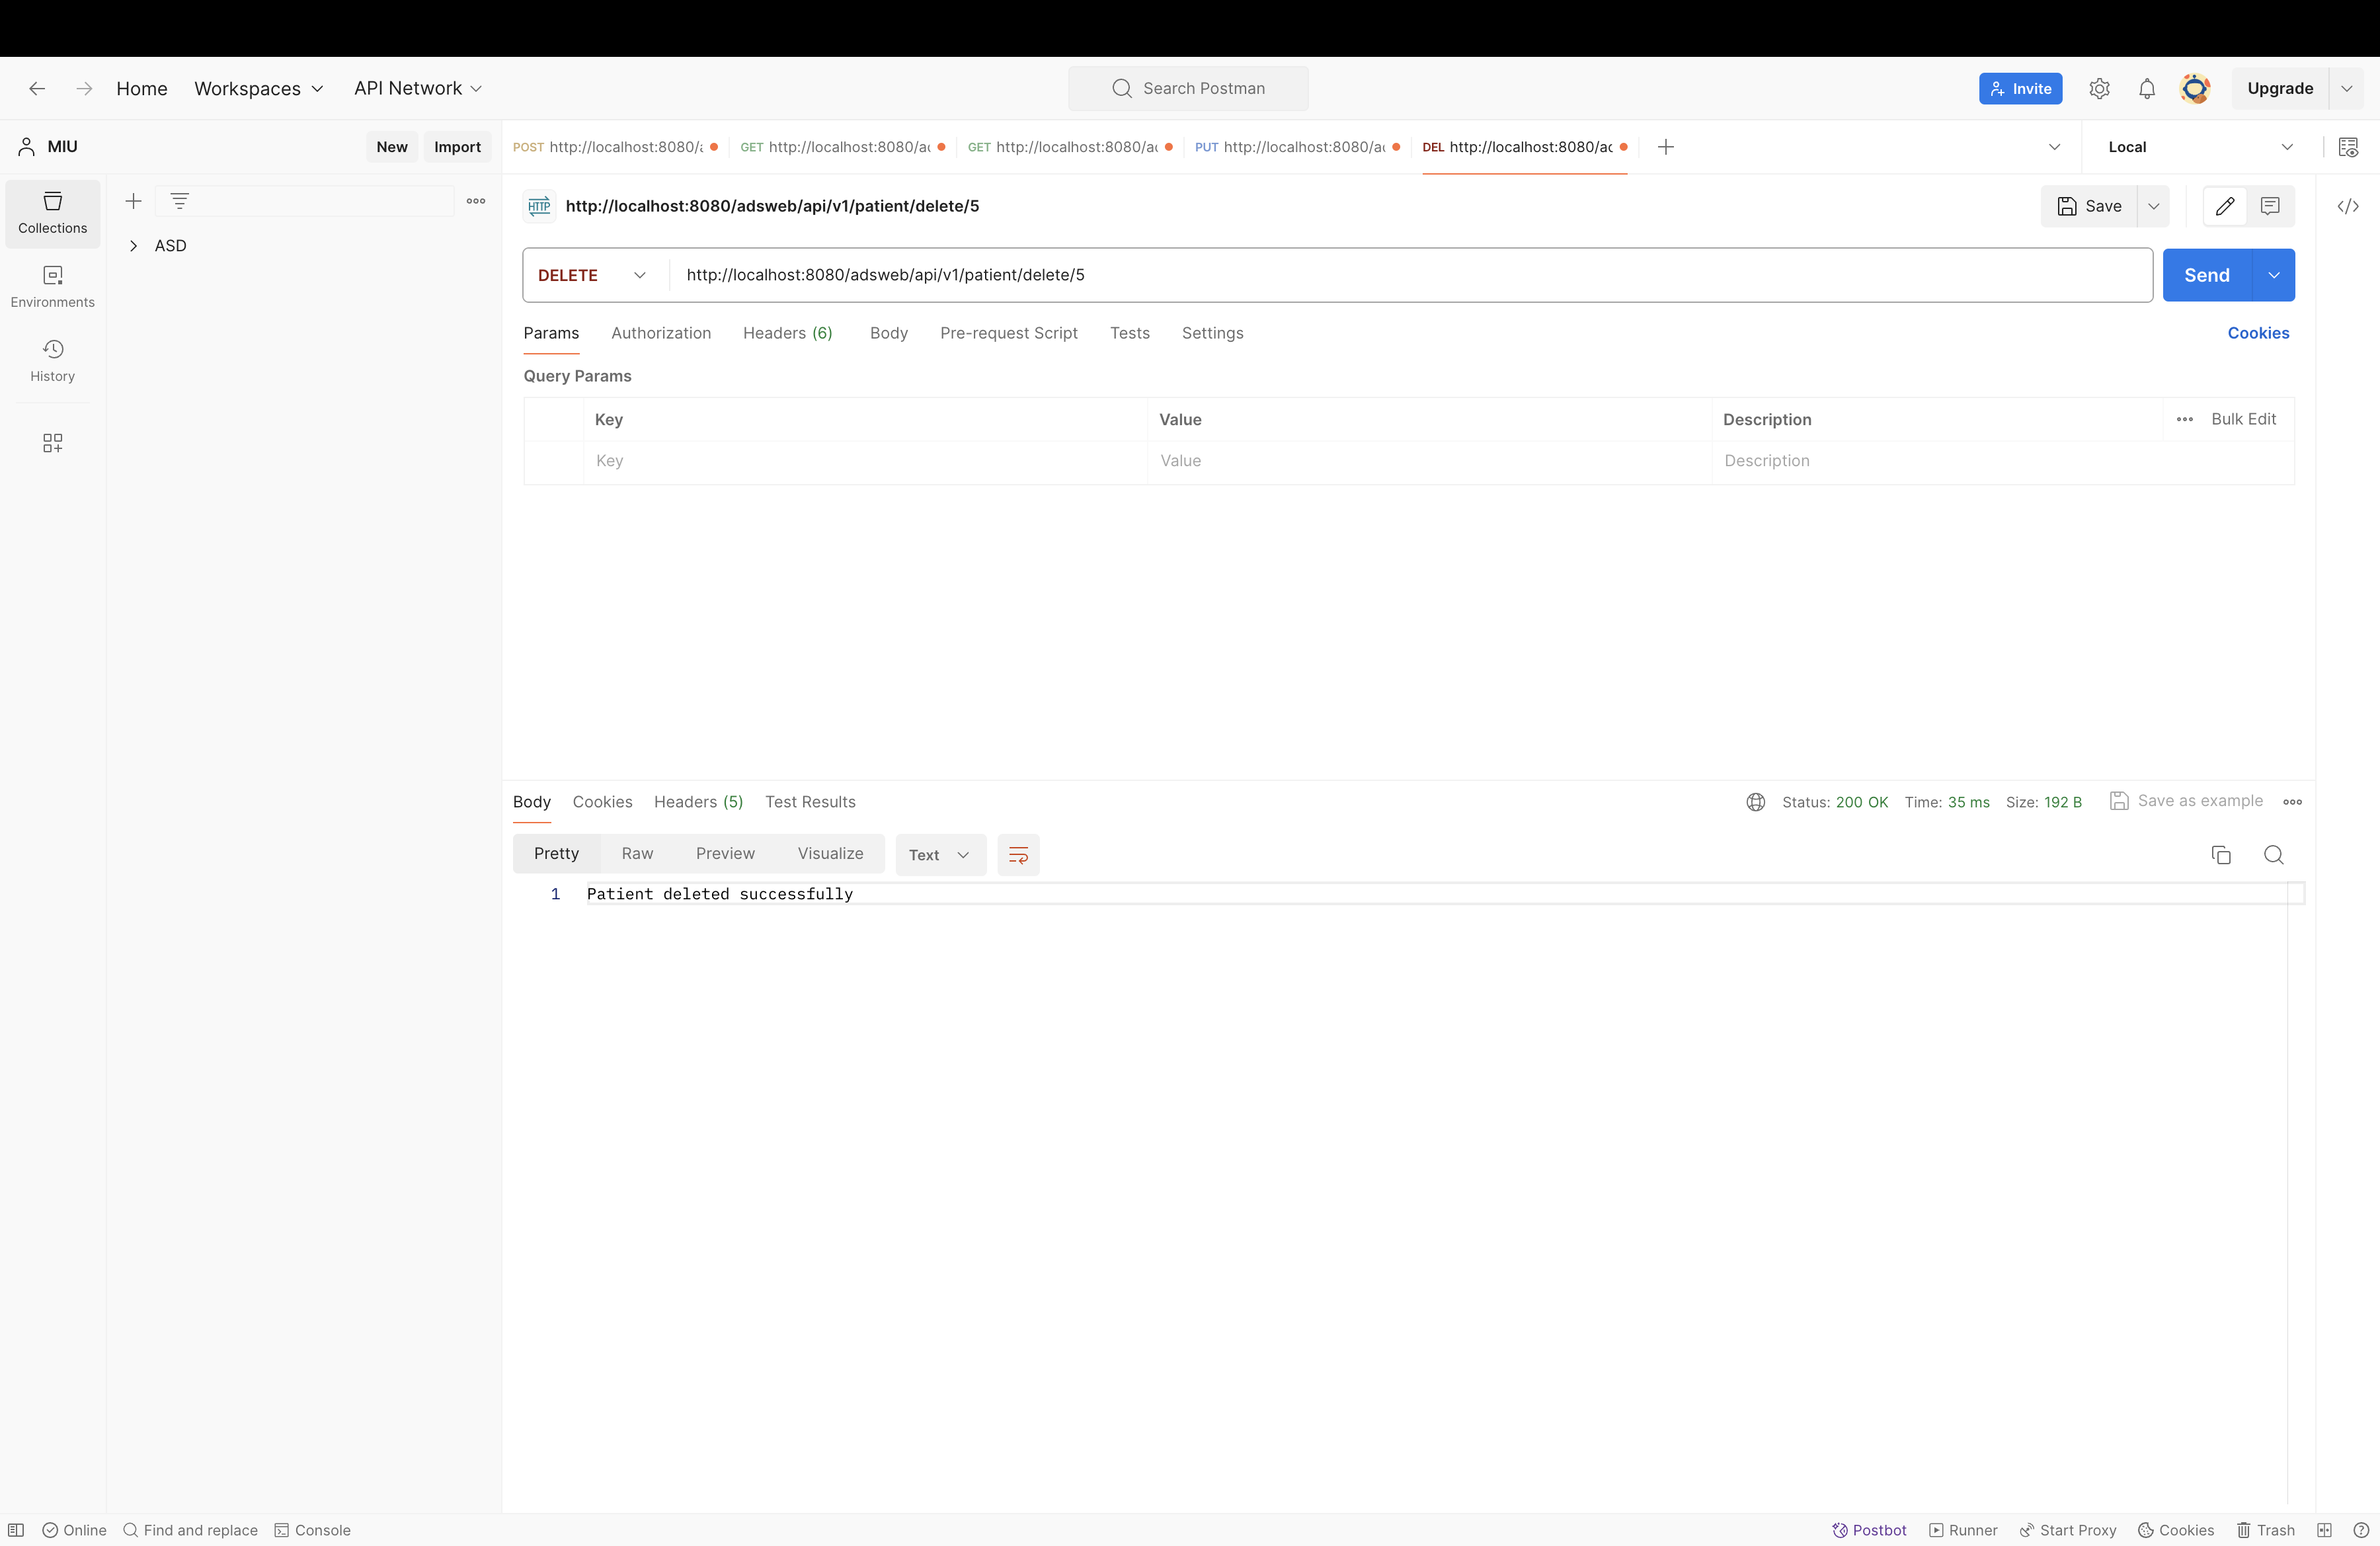 Home Workspaces API Network Search Postman Invite Upgrade
MIU New Import POST http://localhost:8080/ GET http://localhost:8080/a GET http://localhost:8080/a PUT http://localhost:8080/a DEL http://localhost:8080/ac Local
Collections
Environments
History
ASD
HTTP http://localhost:8080/adsweb/api/v1/patient/delete/5 Save
DELETE http://localhost:8080/adsweb/api/v1/patient/delete/5 Send
Params Authorization Headers (6) Body Pre-request Script Tests Settings Cookies
Query Params
Key Value Description Bulk Edit
Key Value Description
Body Cookies Headers (5) Test Results Status: 200 OK Time: 35 ms Size: 192 B Save as example
Pretty Raw Preview Visualize Text
1 Patient deleted successfully
Online Find and replace Console Postbot Runner Start Proxy Cookies Trash